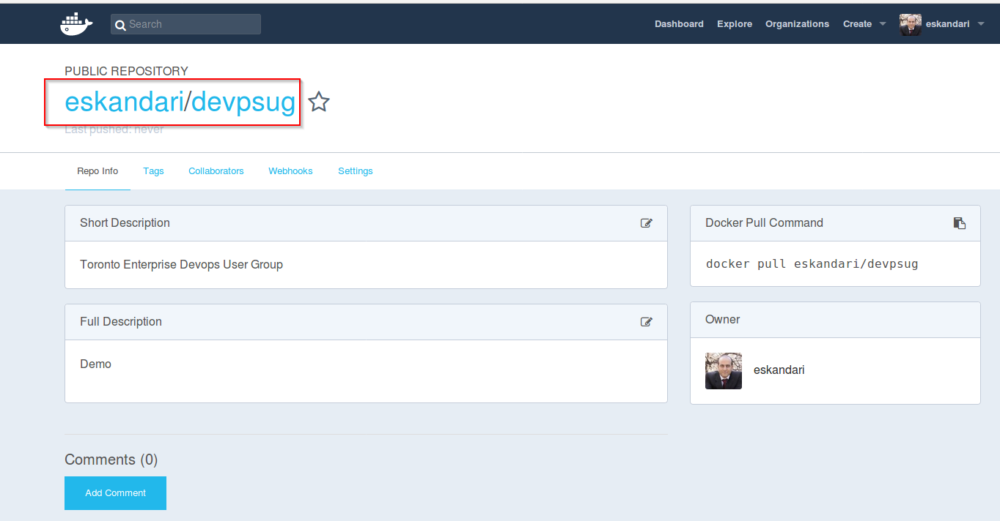 Search
Dashboard Explore Organizations Create eskandari
PUBLIC REPOSITORY
eskandari/devpsug
Last pushed: never
Repo Info Tags Collaborators Webhooks Settings
Short Description
Toronto Enterprise Devops User Group
Full Description
Demo
Docker Pull Command
docker pull eskandari/devpsug
Owner
eskandari
Comments (0)
Add Comment